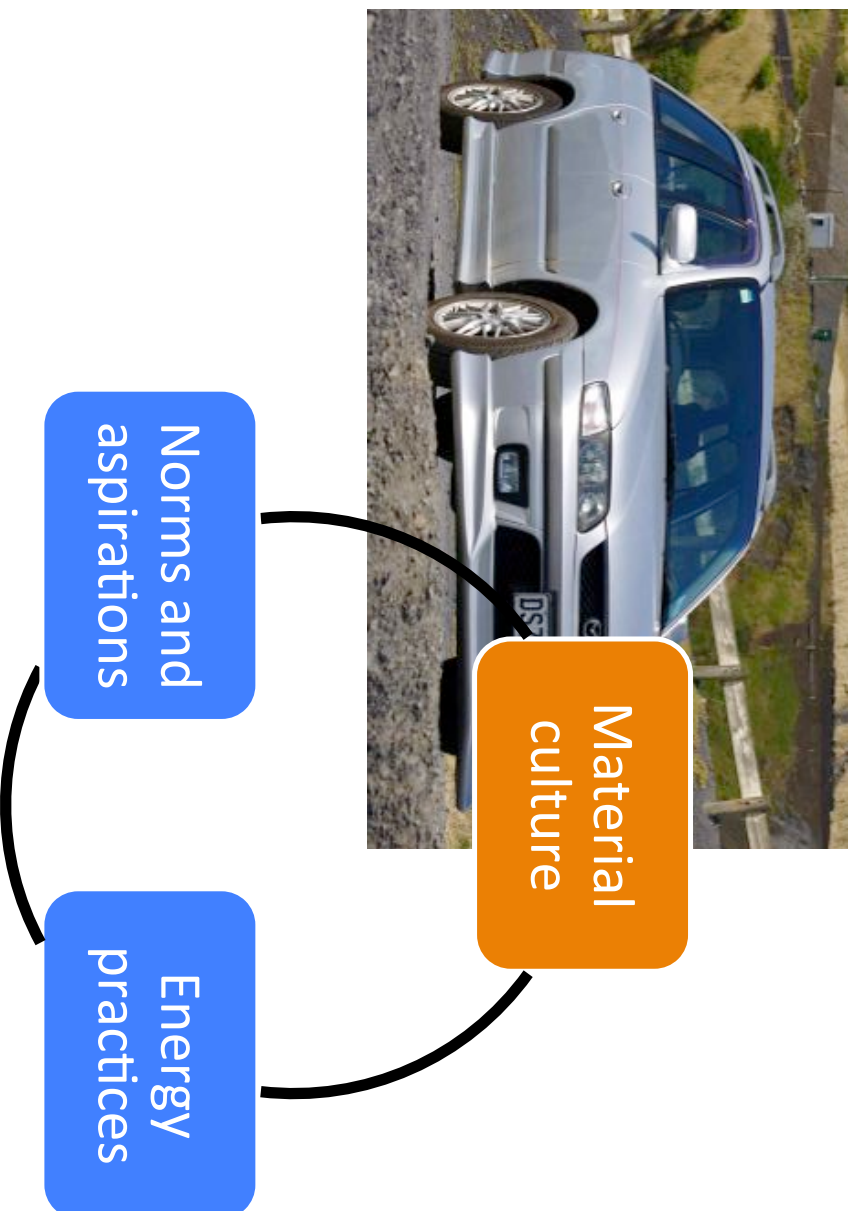 Material
culture
Norms and
aspirations
Energy
practices